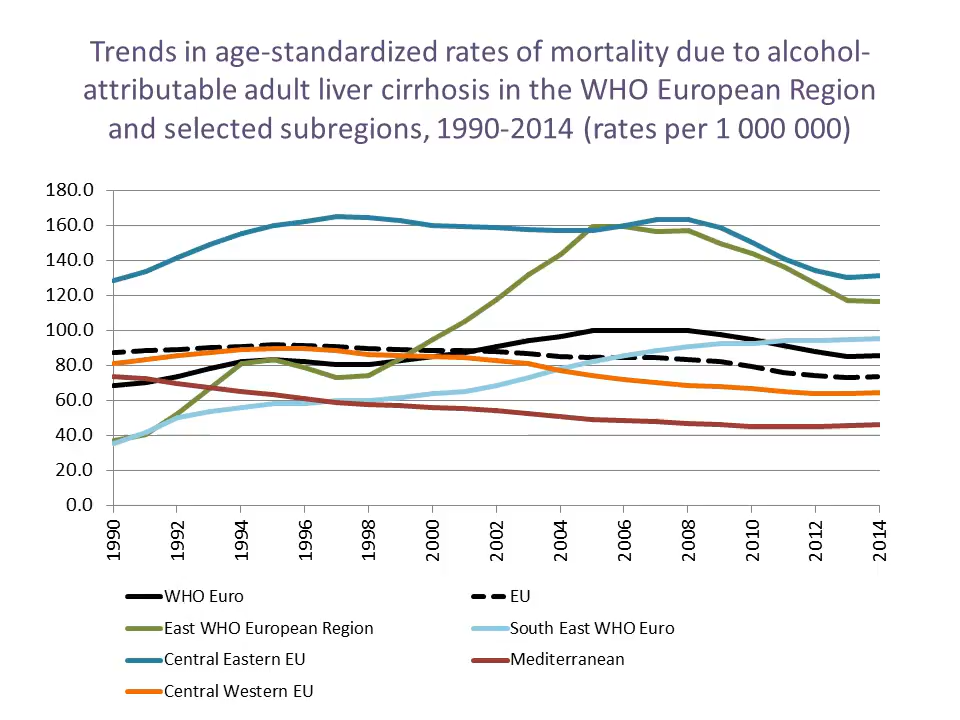 Trends in age-standardized rates of mortality due to alcohol-
attributable adult liver cirrhosis in the WHO European Region
and selected subregions, 1990-2014 (rates per 1 000 000)
180.0
160.0
140.0
120.0
100.0
80.0
60.0
40.0
20.0
0.0
1990
1992
1994
1996
1998
2000
2002
2004
2006
2008
2010
2012
2014
WHO Euro
EU
East WHO European Region
South East WHO Euro
Central Eastern EU
Mediterranean
Central Western EU